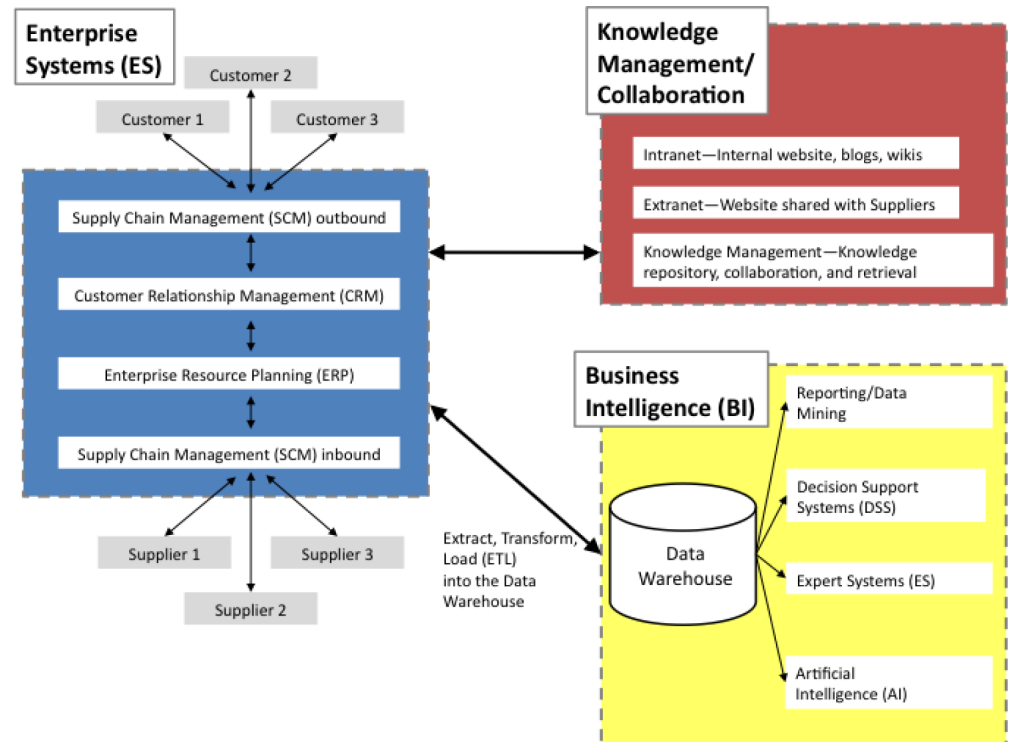 Enterprise
Systems (ES)
Customer 2
Customer 1
Customer 3
Supply Chain Management (SCM) outbound
Customer Relationship Management (CRM)
Enterprise Resource Planning (ERP)
Supply Chain Management (SCM) inbound
Supplier 1
Supplier 3
Supplier 2
Knowledge
Management/
Collaboration
Intranet—Internal website, blogs, wikis
Extranet—Website shared with Suppliers
Knowledge Management—Knowledge
repository, collaboration, and retrieval
Extract, Transform,
Load (ETL)
into the Data
Warehouse
Business
Intelligence (BI)
Data
Warehouse
Reporting/Data
Mining
Decision Support
Systems (DSS)
Expert Systems (ES)
Artificial
Intelligence (AI)